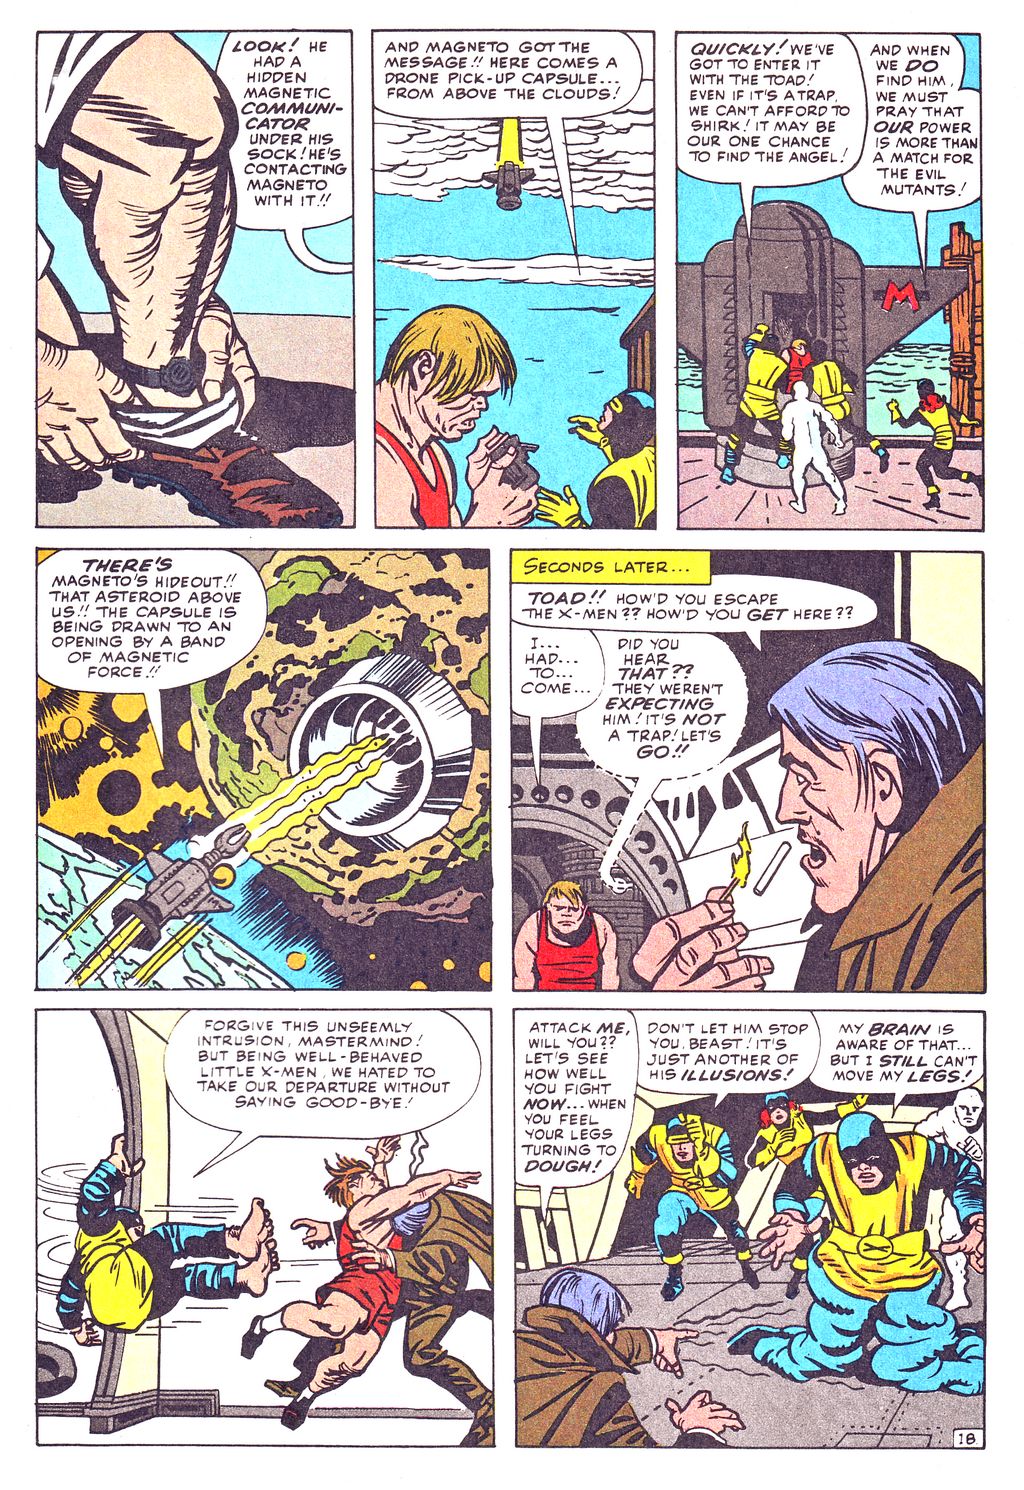 LOOK! HE
HAD A
HIDDEN
MAGNETIC
COMMUNI-
CATOR
UNDER HIS
SOCK! HE'S
CONTACTING
MAGNETO
WITH IT!!
AND MAGNETO GOT THE
MESSAGE!! HERE COMES A
DRONE PICK-UP CAPSULE...
FROM ABOVE THE CLOUDS!
QUICKLY! WE'VE
GOT TO ENTER IT
WITH THE TOAD!
EVEN IF IT'S A TRAP,
WE CAN'T AFFORD TO
SHIRK! IT MAY BE
OUR ONE CHANCE
TO FIND THE ANGEL!
AND WHEN
WE DO
FIND HIM,
WE MUST
PRAY THAT
OUR POWER
IS MORE THAN
A MATCH FOR
THE EVIL
MUTANTS!
M
THERE'S
MAGNETO'S HIDEOUT!!
THAT ASTEROID ABOVE
US!! THE CAPSULE IS
BEING DRAWN TO AN
OPENING BY A BAND
OF MAGNETIC
FORCE!!
SECONDS LATER...
TOAD!! HOW'D YOU ESCAPE
THE X-MEN?? HOW'D YOU GET HERE??
I...
HAD...
TO...
COME...
DID YOU
HEAR
THAT??
THEY WEREN'T
EXPECTING
HIM! IT'S NOT
A TRAP! LET'S
GO!!
FORGIVE THIS UNSEEMLY
INTRUSION, MASTERMIND!
BUT BEING WELL-BEHAVED
LITTLE X-MEN, WE HATED TO
TAKE OUR DEPARTURE WITHOUT
SAYING GOOD-BYE!
ATTACK ME,
WILL YOU??
LET'S SEE
HOW WELL
YOU FIGHT
NOW... WHEN
YOU FEEL
YOUR LEGS
TURNING TO
DOUGH!
DON'T LET HIM STOP
YOU, BEAST! IT'S
JUST ANOTHER OF
HIS ILLUSIONS!
MY BRAIN IS
AWARE OF THAT...
BUT I STILL CAN'T
MOVE MY LEGS!
X
18